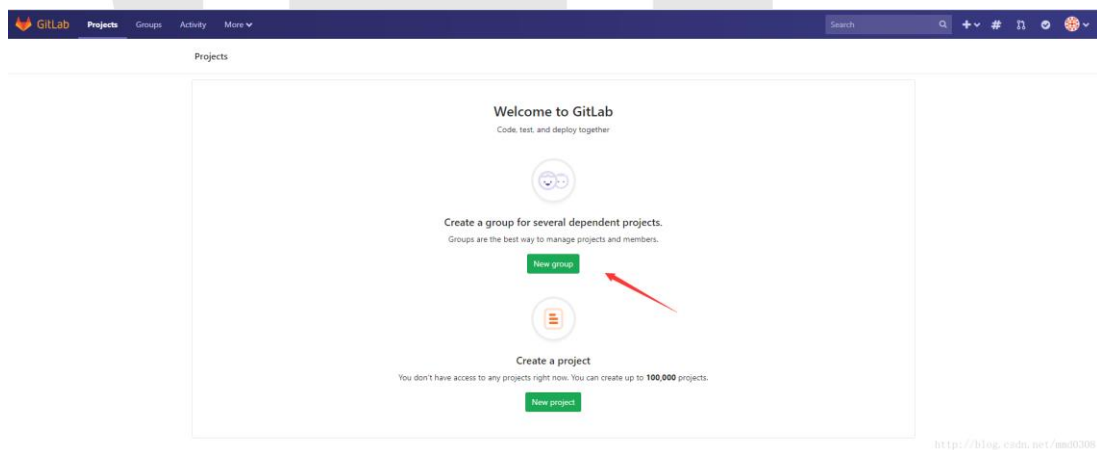 GitLab Projects Groups Activity More Search
Projects
Welcome to GitLab
Code, test, and deploy together
Create a group for several dependent projects.
Groups are the best way to manage projects and members.
New group
Create a project
You don't have access to any projects right now. You can create up to 100,000 projects.
New project
http://blog.csdn.net/mmd0308